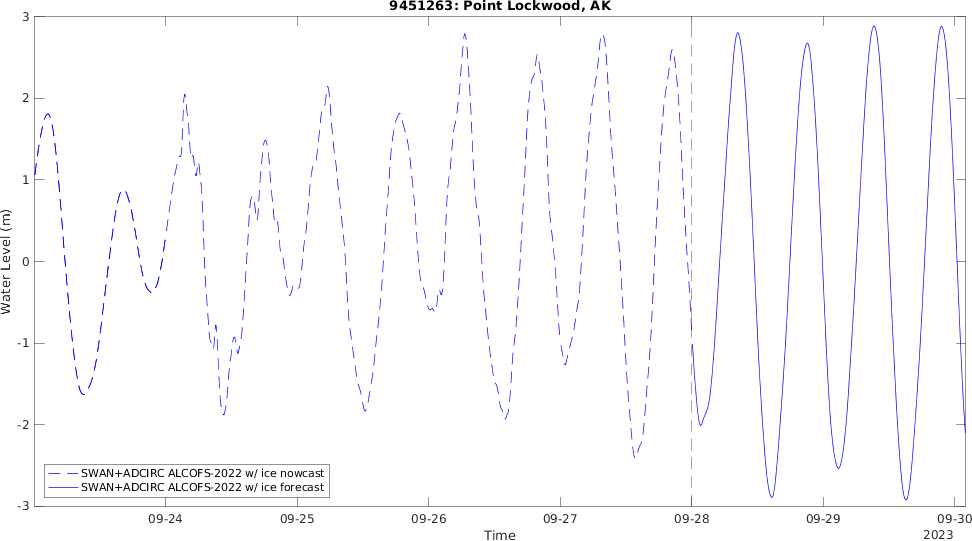 9451263: Point Lockwood, AK
3
2
1
0
-1
-2
-3
Water Level (m)
SWAN+ADCIRC ALCOFS-2022 w/ ice nowcast
SWAN+ADCIRC ALCOFS-2022 w/ ice forecast
09-24 09-25 09-26 09-27 09-28 09-29 09-30
Time
2023